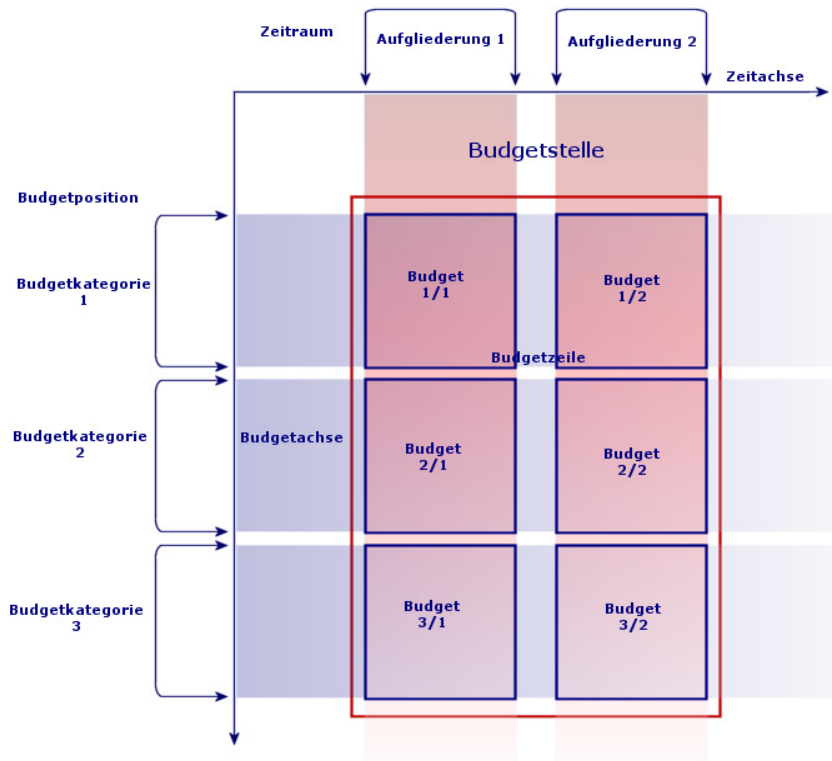 Zeitraum
Aufgliederung 1
Aufgliederung 2
Zeitachse
Budgetstelle
Budgetposition
Budgetkategorie
1
Budget
1/1
Budget
1/2
Budgetzeile
Budgetkategorie
2
Budgetachse
Budget
2/1
Budget
2/2
Budgetkategorie
3
Budget
3/1
Budget
3/2